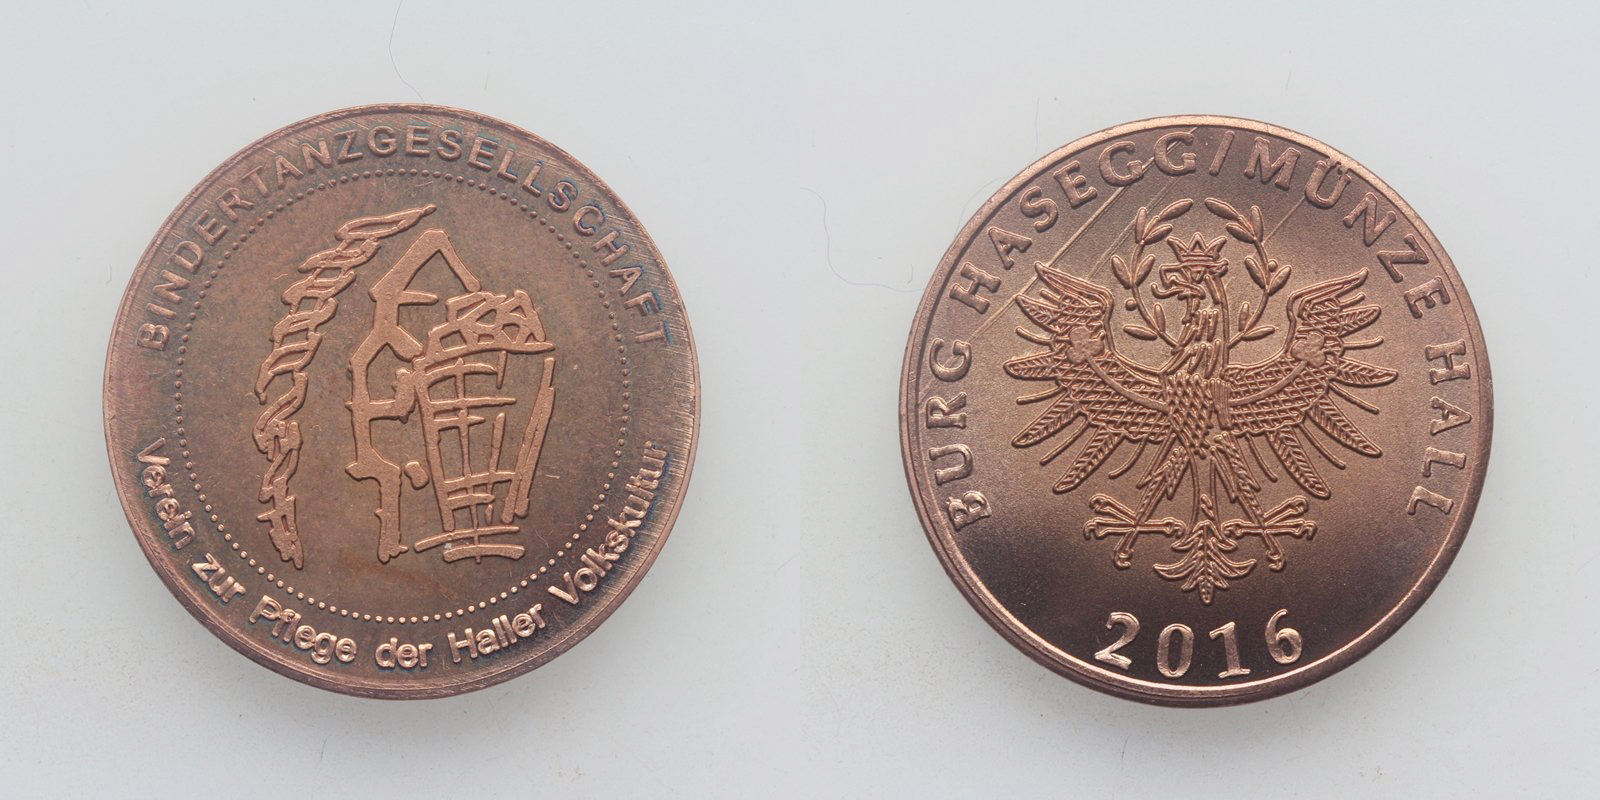 BINDERTANZGESELLSCHAFT
Verein zur Pflege der Haller Volkskultur
BURG HASEGG/MÜNZE HALL
2016